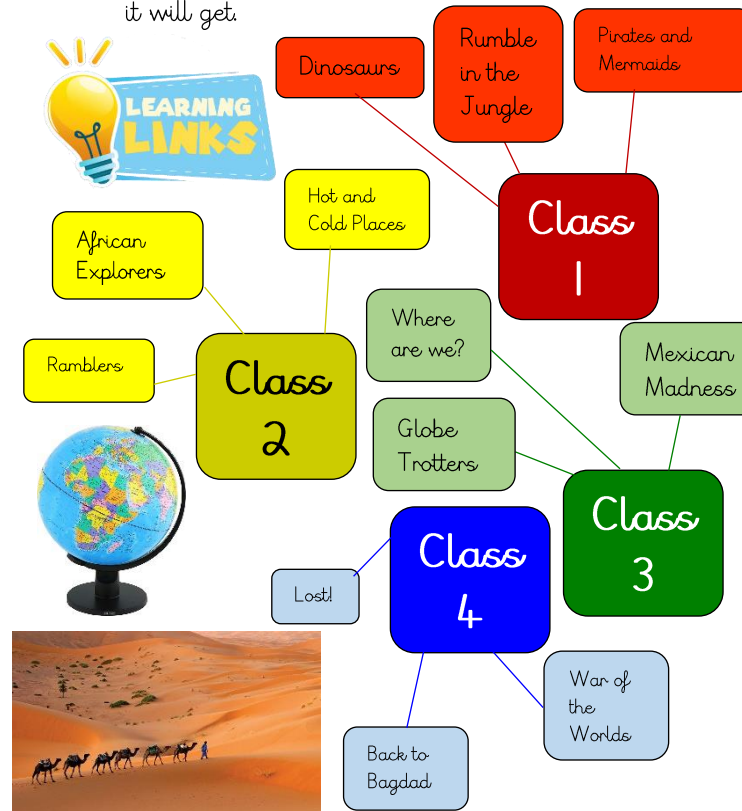 it will get.
LEARNING
LINKS
Dinosaurs
Rumble
in the
Jungle
Pirates and
Mermaids
Class
1
Hot and
Cold Places
African
Explorers
Ramblers
Class
2
Where
are we?
Mexican
Madness
Globe
Trotters
Class
3
Class
4
Lost!
War of
the
Worlds
Back to
Bagdad